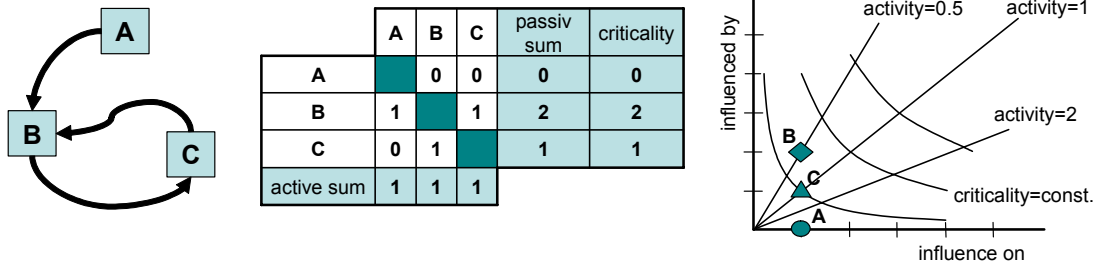 A
B
C
A B C passiv sum criticality
A 0 0 0 0
B 1 1 2 2
C 0 1 1 1
active sum 1 1 1
influenced by
activity=0.5
activity=1
activity=2
B
C
criticality=const.
A
influence on